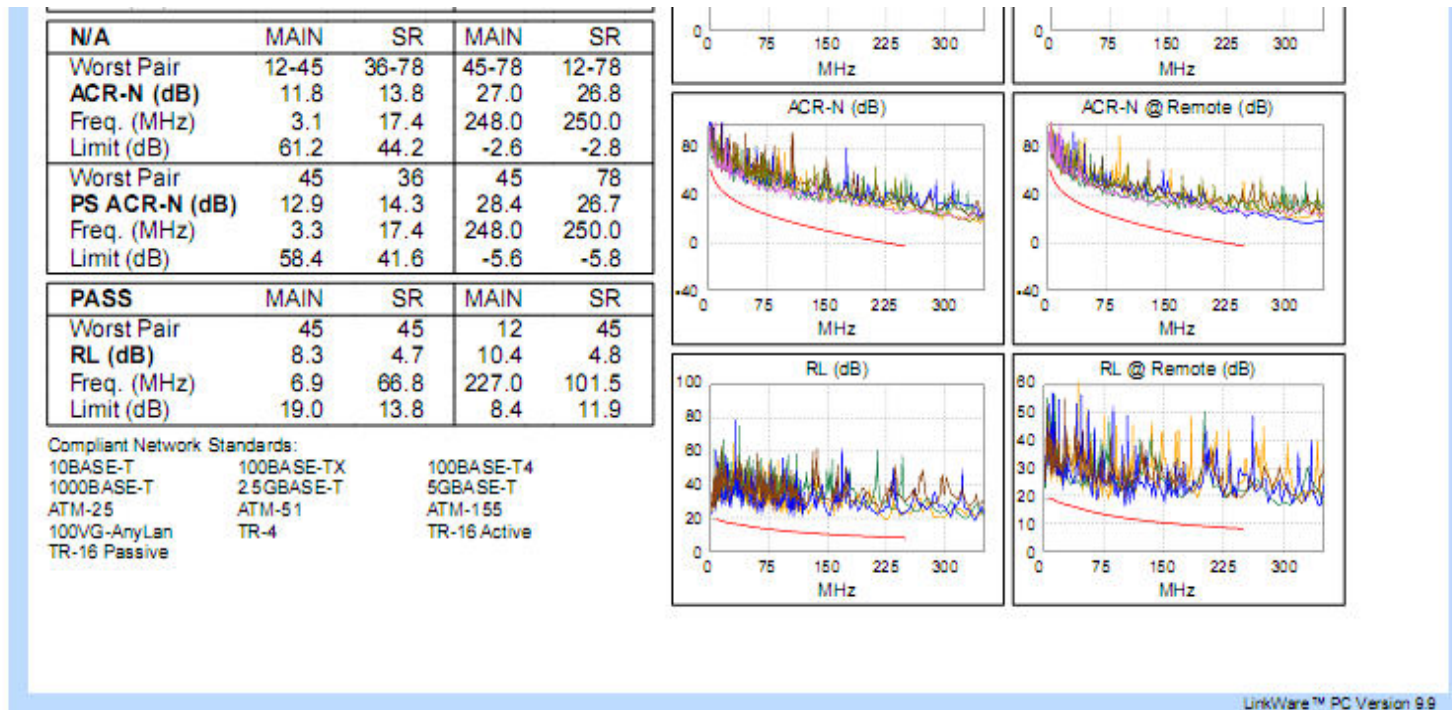 N/A MAIN SR MAIN SR
Worst Pair 12-45 36-78 45-78 12-78
ACR-N (dB) 11.8 13.8 27.0 26.8
Freq. (MHz) 3.1 17.4 248.0 250.0
Limit (dB) 61.2 44.2 -2.6 -2.8
Worst Pair 45 36 45 78
PS ACR-N (dB) 12.9 14.3 28.4 26.7
Freq. (MHz) 3.3 17.4 248.0 250.0
Limit (dB) 58.4 41.6 -5.6 -5.8
PASS MAIN SR MAIN SR
Worst Pair 45 45 12 45
RL (dB) 8.3 4.7 10.4 4.8
Freq. (MHz) 6.9 66.8 227.0 101.5
Limit (dB) 19.0 13.8 8.4 11.9
Compliant Network Standards:
10BASE-T 100BASE-TX 100BASE-T4
1000BASE-T 2.5GBASE-T 5GBASE-T
ATM-25 ATM-51 ATM-155
100VG-AnyLan TR-4 TR-16 Active
TR-16 Passive
0
0 75 150 225 300
MHz
0
0 75 150 225 300
MHz
ACR-N (dB)
80
40
0
-40
0 75 150 225 300
MHz
ACR-N @ Remote (dB)
80
40
0
-40
0 75 150 225 300
MHz
RL (dB)
100
80
60
40
20
0
0 75 150 225 300
MHz
RL @ Remote (dB)
60
50
40
30
20
10
0
0 75 150 225 300
MHz
LinkWare™ PC Version 9.9